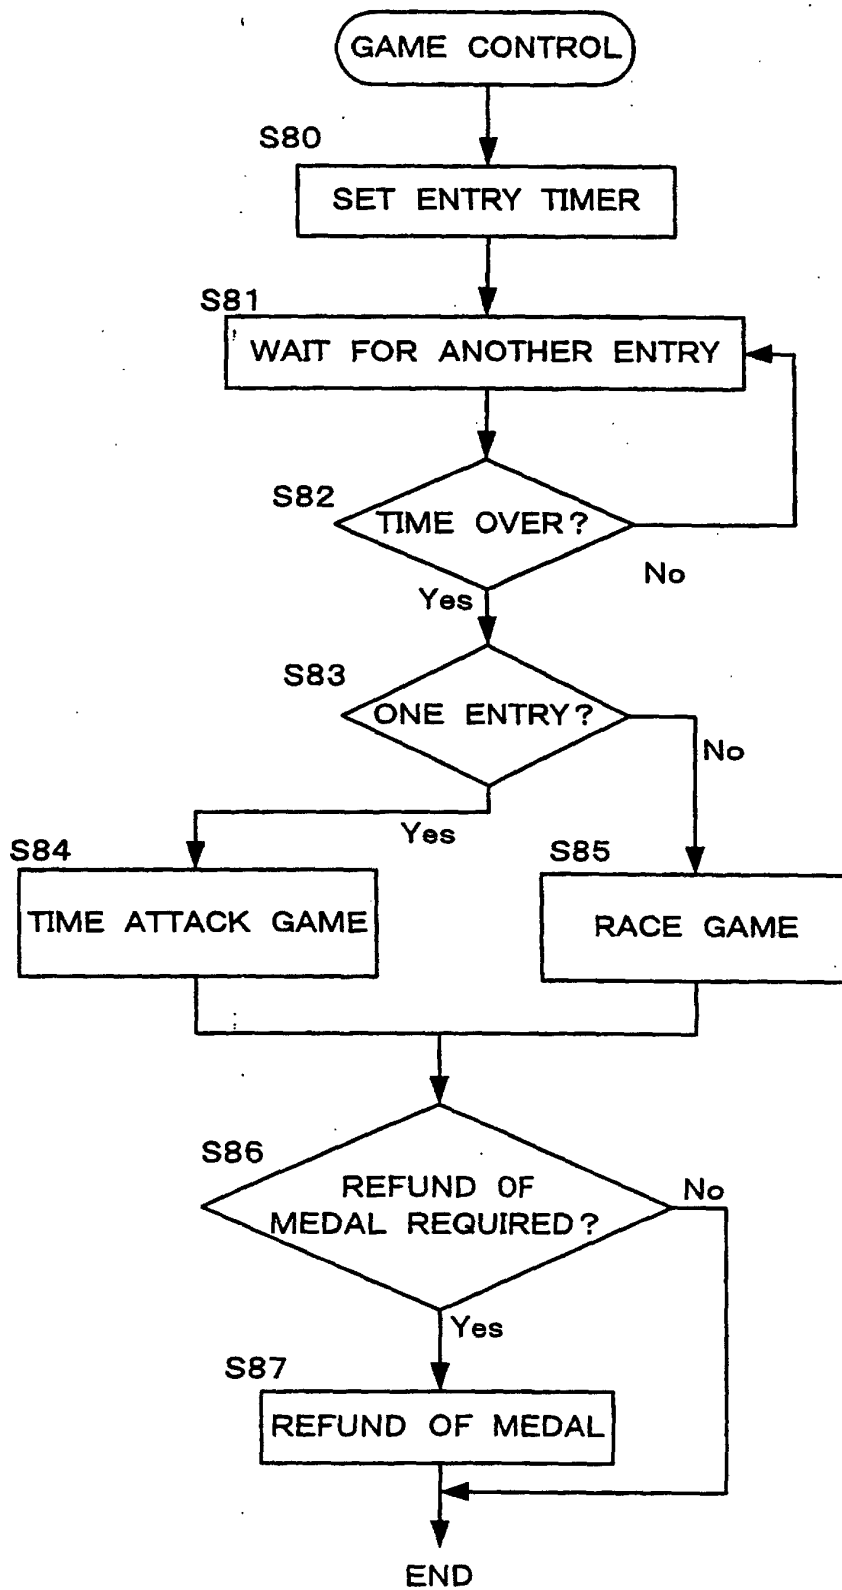 GAME CONTROL
S80
SET ENTRY TIMER
S81
WAIT FOR ANOTHER ENTRY
S82
TIME OVER?
No
Yes
S83
ONE ENTRY?
No
Yes
S84
S85
TIME ATTACK GAME
RACE GAME
S86
REFUND OF
MEDAL REQUIRED?
No
Yes
S87
REFUND OF MEDAL
END